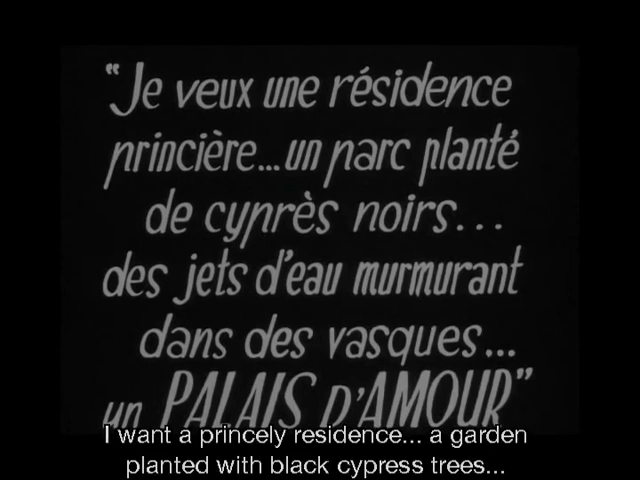 “Je veux une résidence
princière...un parc planté
de cyprès noirs...
des jets d'eau murmurant
dans des vasques...
un PALAIS D'AMOUR”
I want a princely residence... a garden
planted with black cypress trees...